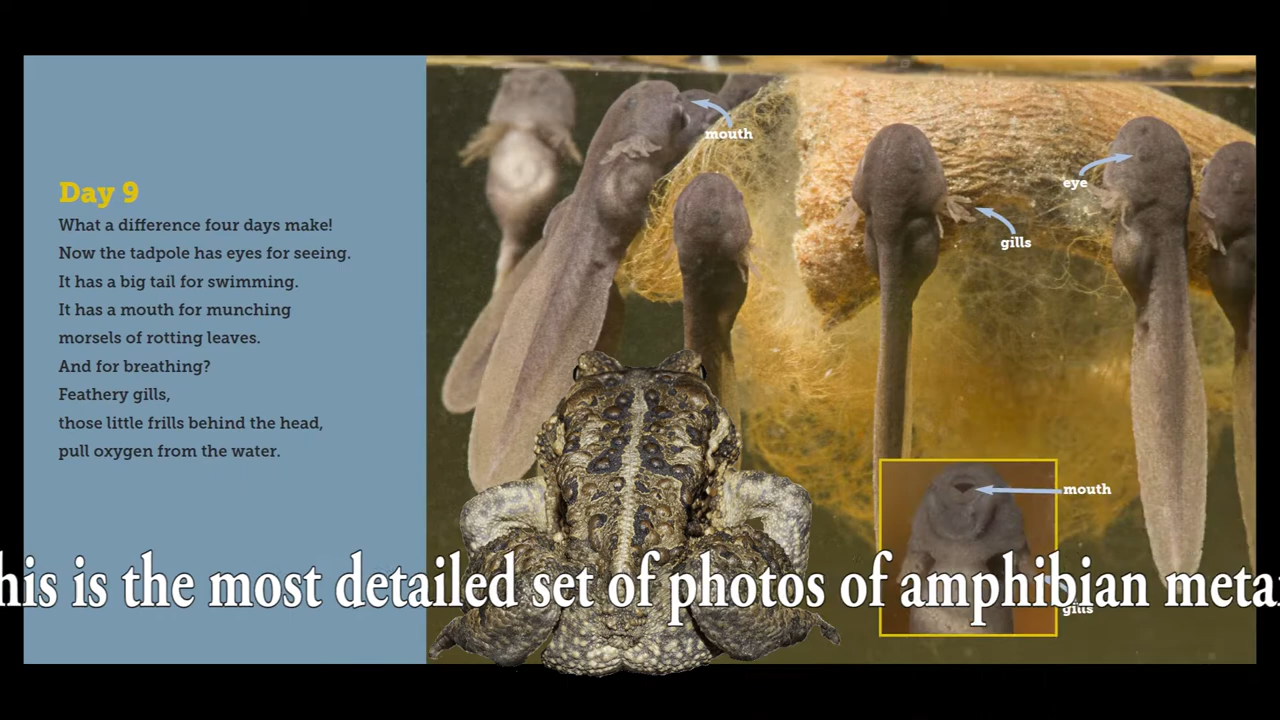 Day 9
What a difference four days make!
Now the tadpole has eyes for seeing.
It has a big tail for swimming.
It has a mouth for munching
morsels of rotting leaves.
And for breathing?
Feathery gills,
those little frills behind the head,
pull oxygen from the water.
mouth
eye
gills
mouth
gills
his is the most detailed set of photos of amphibian meta